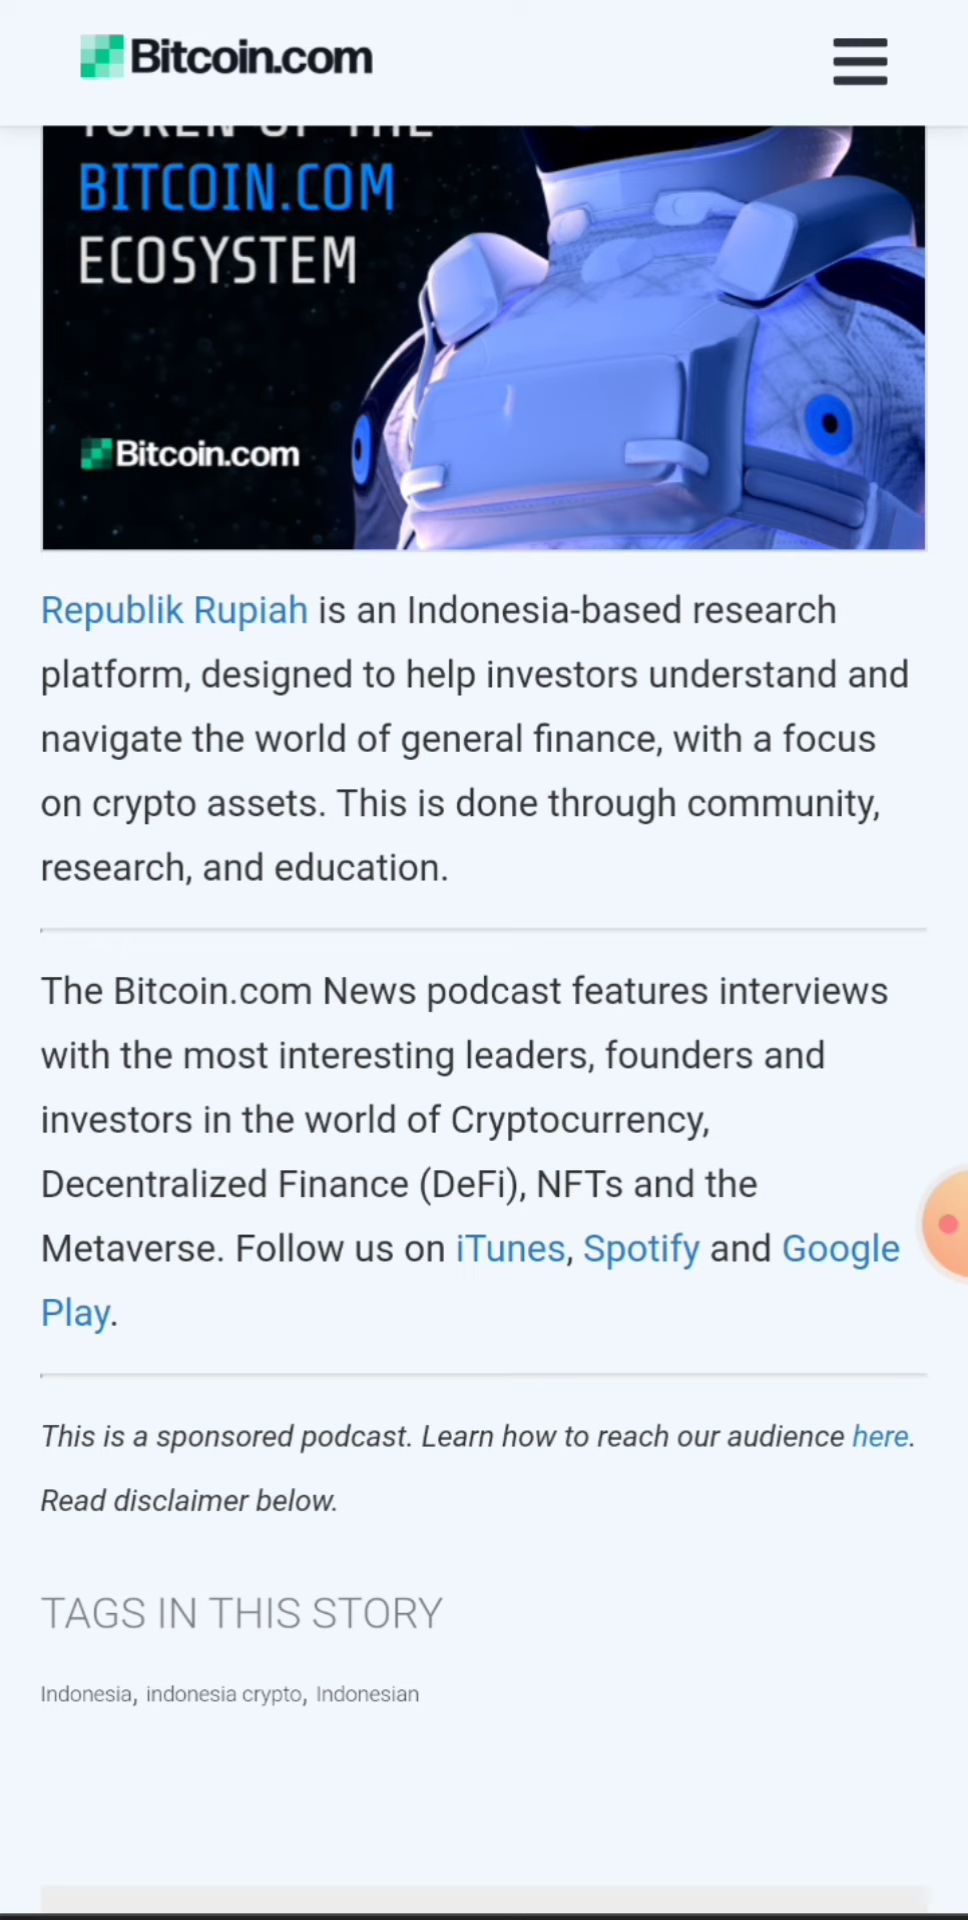 Bitcoin.com
TOKEN OF THE
BITCOIN.COM
ECOSYSTEM
Bitcoin.com
Republik Rupiah is an Indonesia-based research
platform, designed to help investors understand and
navigate the world of general finance, with a focus
on crypto assets. This is done through community,
research, and education.
The Bitcoin.com News podcast features interviews
with the most interesting leaders, founders and
investors in the world of Cryptocurrency,
Decentralized Finance (DeFi), NFTs and the
Metaverse. Follow us on iTunes, Spotify and Google
Play.
This is a sponsored podcast. Learn how to reach our audience here.
Read disclaimer below.
TAGS IN THIS STORY
Indonesia, indonesia crypto, Indonesian